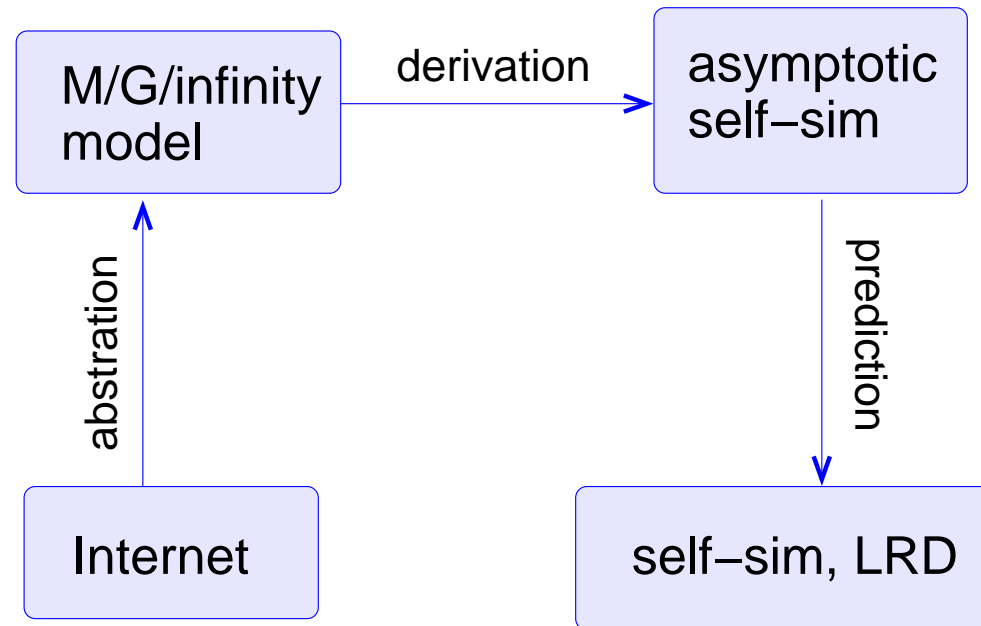 M/G/infinity
model
derivation
asymptotic
self−sim
abstration
prediction
Internet
self−sim, LRD